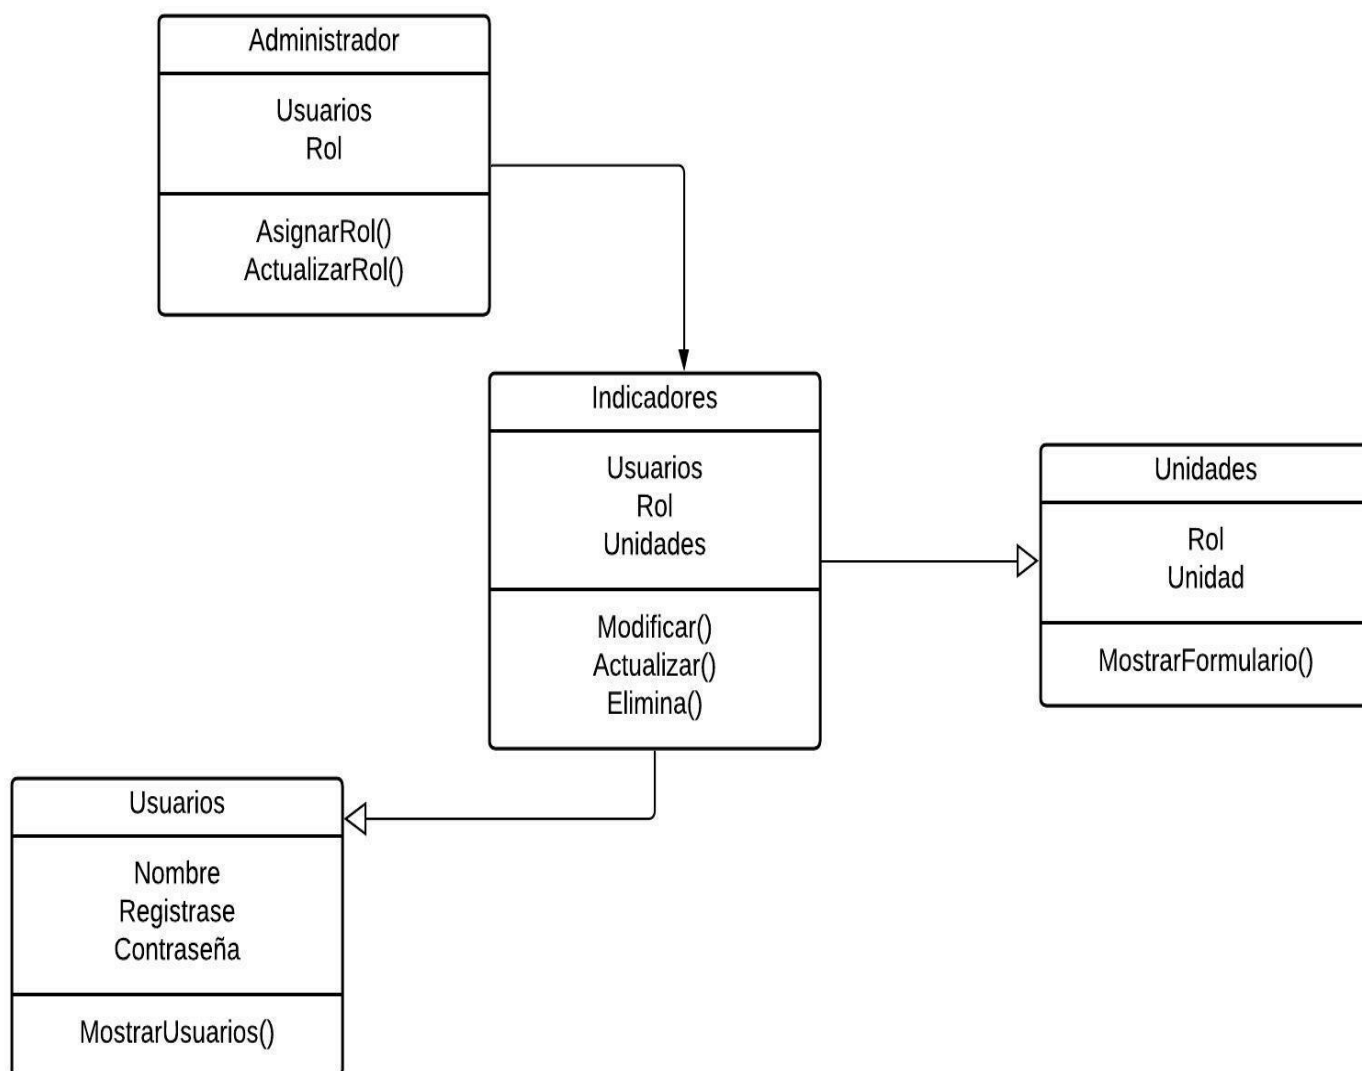 Administrador
Usuarios
Rol
AsignarRol()
ActualizarRol()
Indicadores
Usuarios
Rol
Unidades
Modificar()
Actualizar()
Elimina()
Unidades
Rol
Unidad
MostrarFormulario()
Usuarios
Nombre
Registrase
Contraseña
MostrarUsuarios()